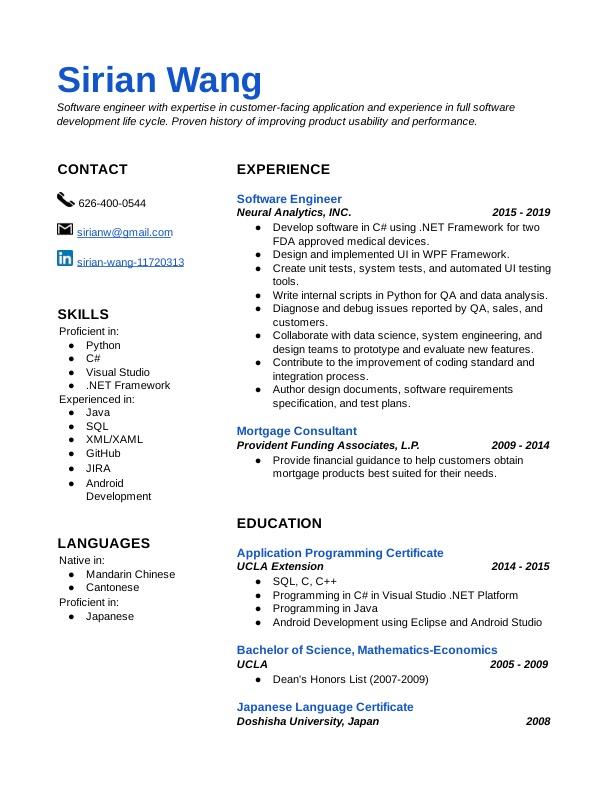 Sirian Wang
Software engineer with expertise in customer-facing application and experience in full software
development life cycle. Proven history of improving product usability and performance.
CONTACT
626-400-0544
sirianw@gmail.com
sirian-wang-11720313
SKILLS
Proficient in:
● Python
● C#
● Visual Studio
● .NET Framework
Experienced in:
● Java
● SQL
● XML/XAML
● GitHub
● JIRA
● Android
Development
LANGUAGES
Native in:
● Mandarin Chinese
● Cantonese
Proficient in:
● Japanese
EXPERIENCE
Software Engineer
Neural Analytics, INC. 2015 - 2019
● Develop software in C# using .NET Framework for two
FDA approved medical devices.
● Design and implemented UI in WPF Framework.
● Create unit tests, system tests, and automated UI testing
tools.
● Write internal scripts in Python for QA and data analysis.
● Diagnose and debug issues reported by QA, sales, and
customers.
● Collaborate with data science, system engineering, and
design teams to prototype and evaluate new features.
● Contribute to the improvement of coding standard and
integration process.
● Author design documents, software requirements
specification, and test plans.
Mortgage Consultant
Provident Funding Associates, L.P. 2009 - 2014
● Provide financial guidance to help customers obtain
mortgage products best suited for their needs.
EDUCATION
Application Programming Certificate
UCLA Extension 2014 - 2015
● SQL, C, C++
● Programming in C# in Visual Studio .NET Platform
● Programming in Java
● Android Development using Eclipse and Android Studio
Bachelor of Science, Mathematics-Economics
UCLA 2005 - 2009
● Dean's Honors List (2007-2009)
Japanese Language Certificate
Doshisha University, Japan 2008